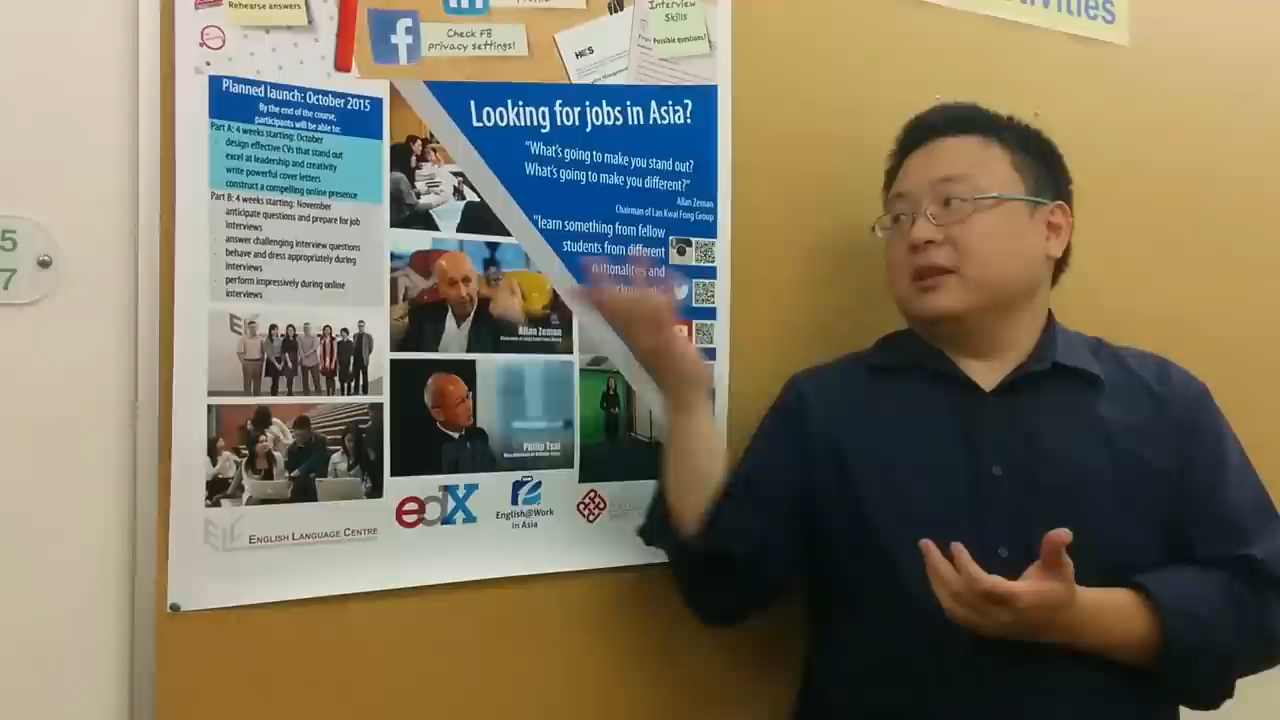 Rehearse answers
Check FB
privacy settings!
Interview
Skills
Possible questions?
tivities
5
7
Planned launch: October 2015
By the end of the course,
participants will be able to:
Part A: 4 weeks starting: October
design effective CVs that stand out
excel at leadership and creativity
write powerful cover letters
construct a compelling online presence
Part B: 4 weeks starting: November
anticipate questions and prepare for job
interviews
answer challenging interview questions
behave and dress appropriately during
interviews
perform impressively during online
interviews
Looking for jobs in Asia?
"What's going to make you stand out?
What's going to make you different?"
Allan Zeman
Chairman of Lan Kwai Fong Group
"learn something from fellow
students from different
nationalities and
Allan Zeman
Philip Tsai
edX
English@Work
in Asia
ELC
ENGLISH LANGUAGE CENTRE